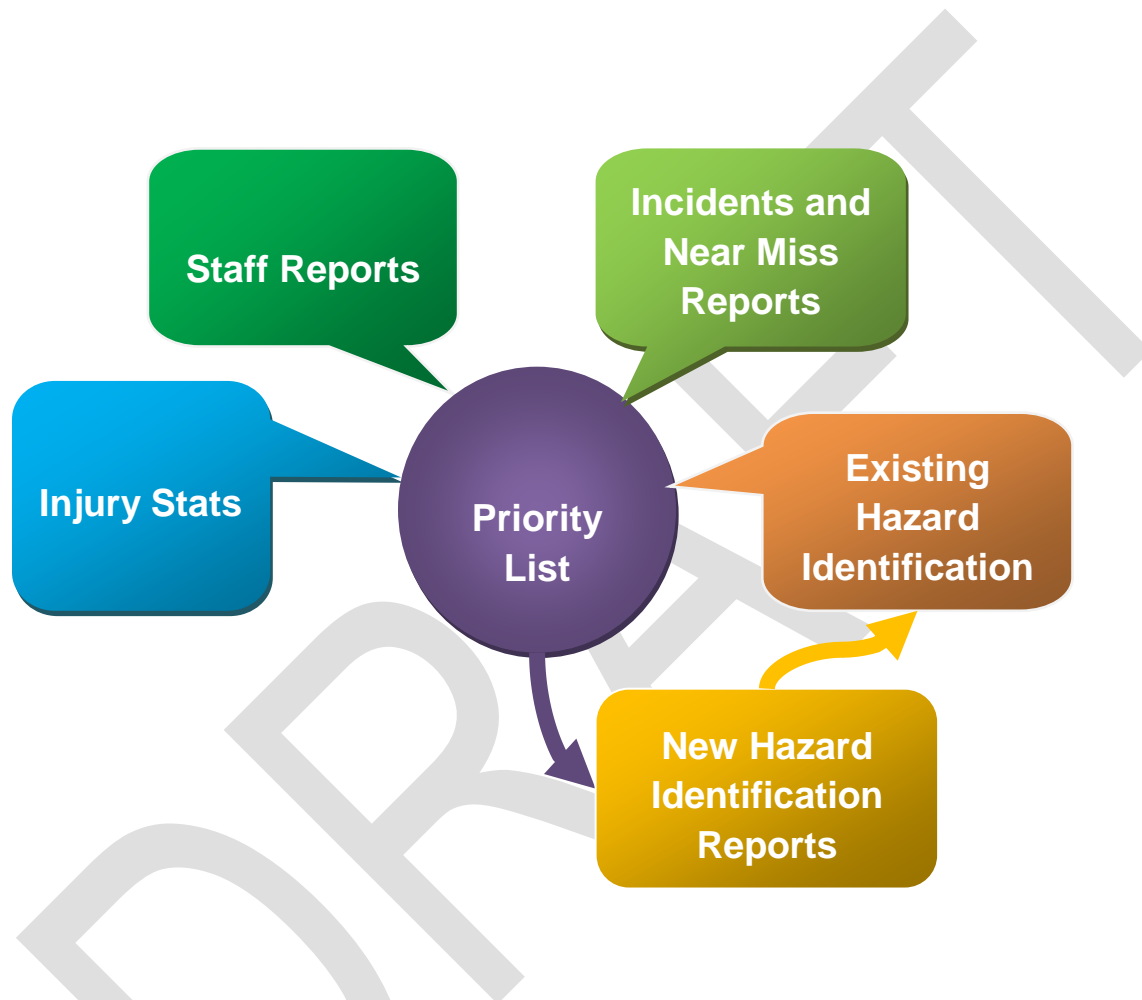 Staff Reports
Incidents and
Near Miss
Reports
Injury Stats
Priority
List
Existing
Hazard
Identification
New Hazard
Identification
Reports
DRAFT